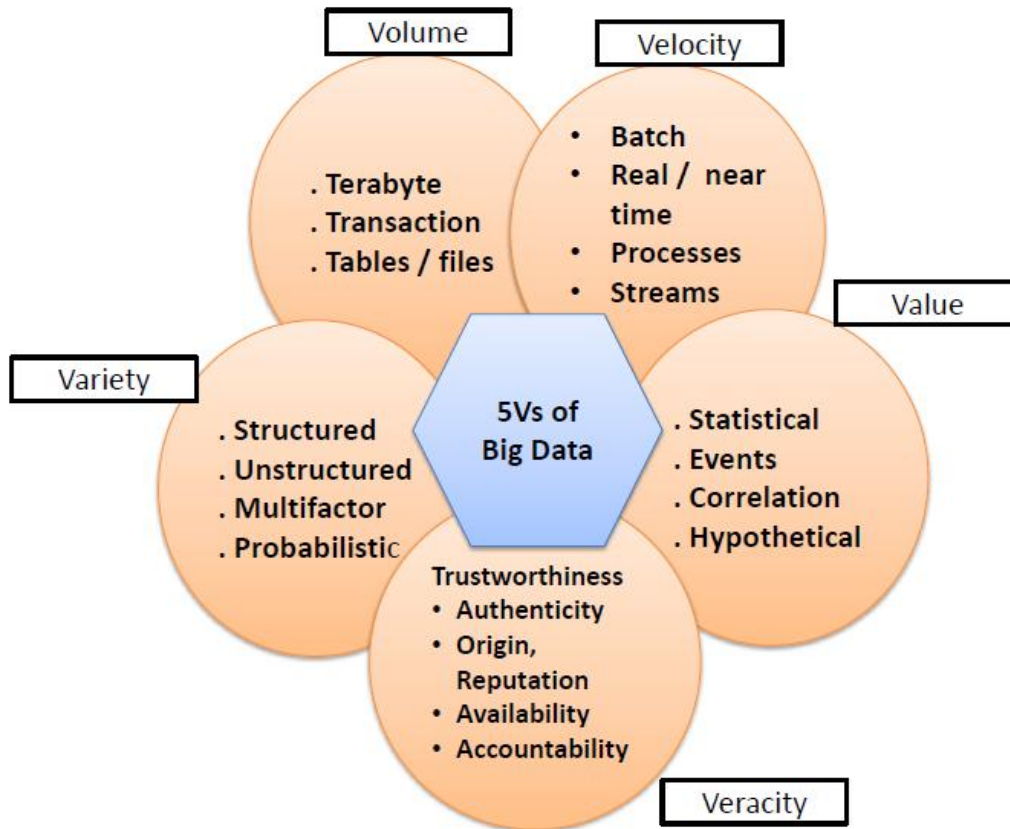 Volume
. Terabyte
. Transaction
. Tables / files
Velocity
• Batch
• Real / near
time
• Processes
• Streams
Value
. Statistical
. Events
. Correlation
. Hypothetical
Variety
. Structured
. Unstructured
. Multifactor
. Probabilistic
5Vs of
Big Data
Trustworthiness
• Authenticity
• Origin,
Reputation
• Availability
• Accountability
Veracity